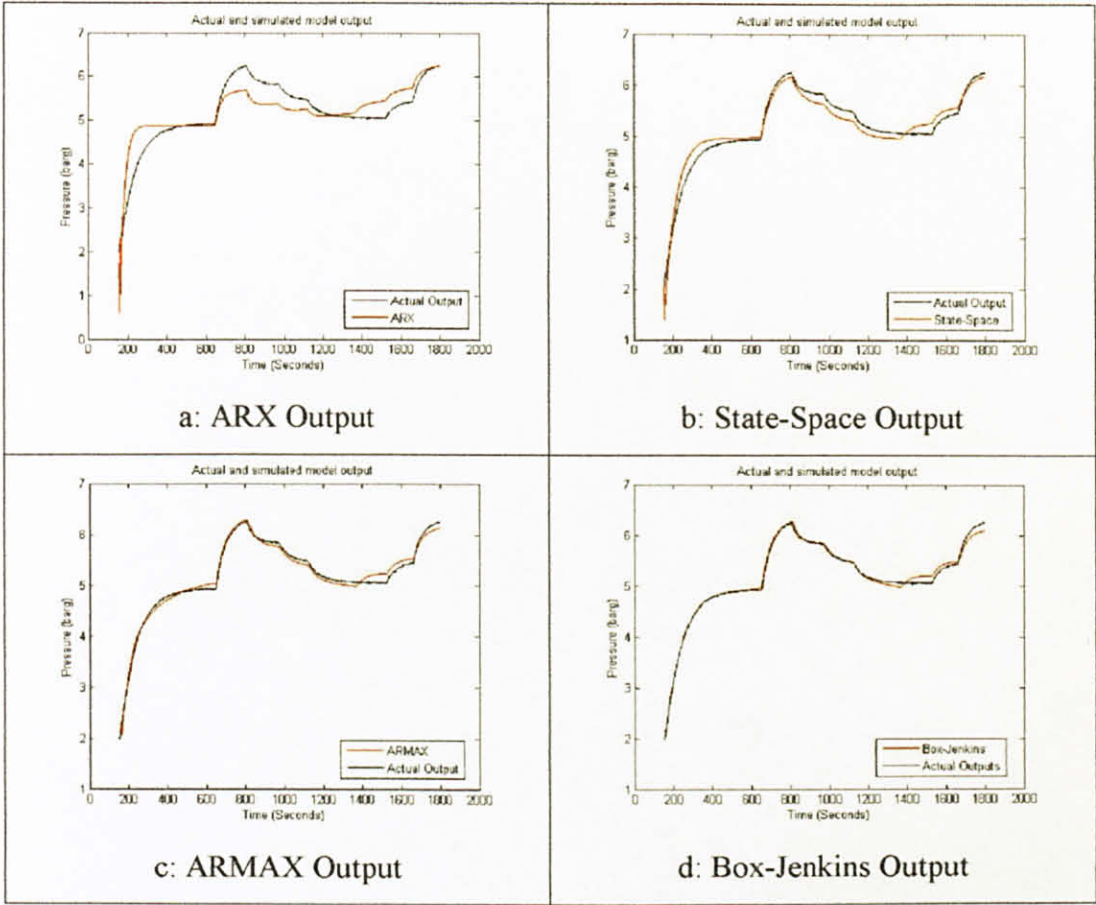 Actual and simulated model output
7
6
5
4
3
2
1
0
Pressure (barg)
Actual Output
ARX
0 200 400 600 800 1000 1200 1400 1600 1800 2000
Time (Seconds)
a: ARX Output
Actual and simulated model output
7
6
5
4
3
2
1
Pressure (barg)
Actual Output
State-Space
0 200 400 600 800 1000 1200 1400 1600 1800 2000
Time (Seconds)
b: State-Space Output
Actual and simulated model output
7
6
5
4
3
2
1
Pressure (barg)
ARMAX
Actual Output
0 200 400 600 800 1000 1200 1400 1600 1800 2000
Time (Seconds)
c: ARMAX Output
Actual and simulated model output
7
6
5
4
3
2
1
Pressure (barg)
Box-Jenkins
Actual Outputs
0 200 400 600 800 1000 1200 1400 1600 1800 2000
Time (Seconds)
d: Box-Jenkins Output